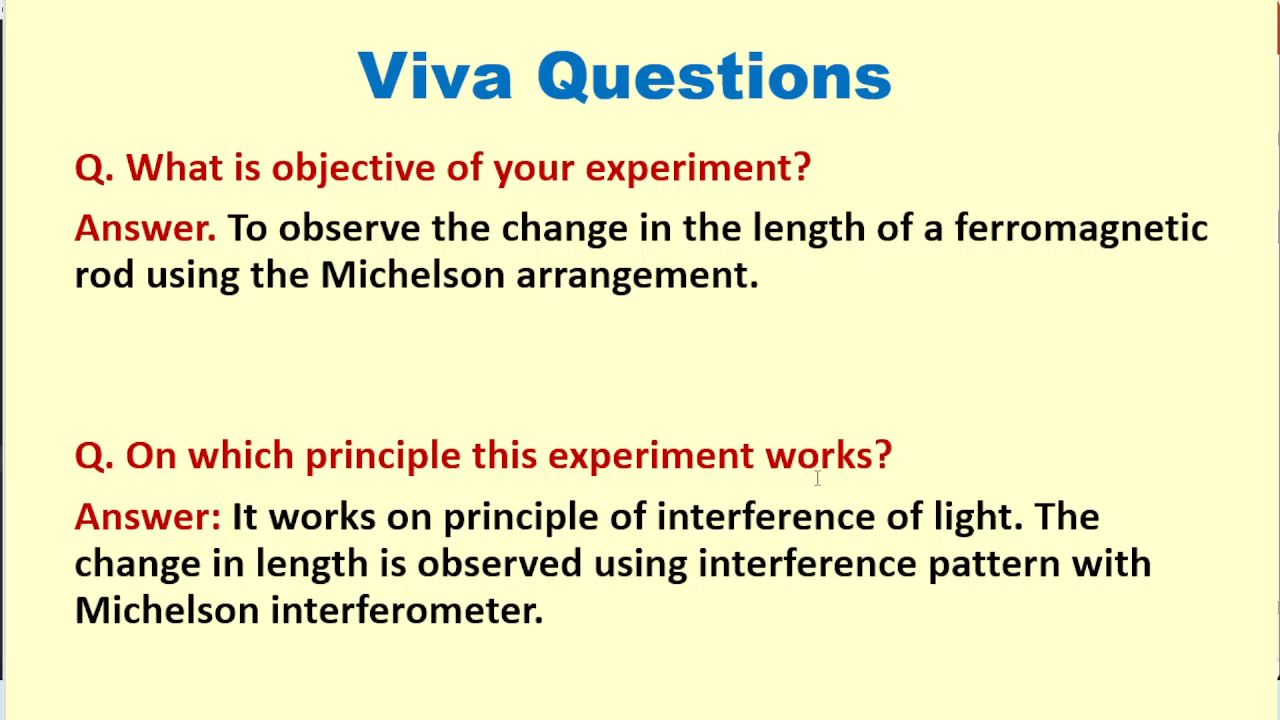 Viva Questions
Q. What is objective of your experiment?
Answer. To observe the change in the length of a ferromagnetic
rod using the Michelson arrangement.
Q. On which principle this experiment works?
Answer: It works on principle of interference of light. The
change in length is observed using interference pattern with
Michelson interferometer.